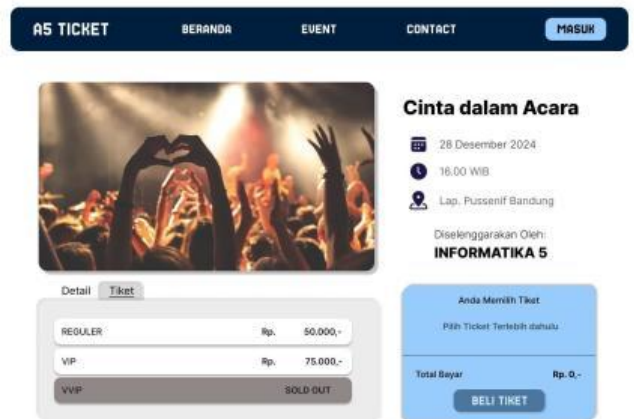 A5 TICKET BERANDA EVENT CONTACT MASUK
Cinta dalam Acara
28 Desember 2024
16.00 WIB
Lap. Pussenif Bandung
Diselenggarakan Oleh:
INFORMATIKA 5
Detail Tiket
REGULER Rp. 50.000,-
VIP Rp. 75.000,-
VVIP SOLD OUT
Anda Memilih Tiket
Pilih Ticket Terlebih dahulu
Total Bayar Rp. 0,-
BELI TIKET